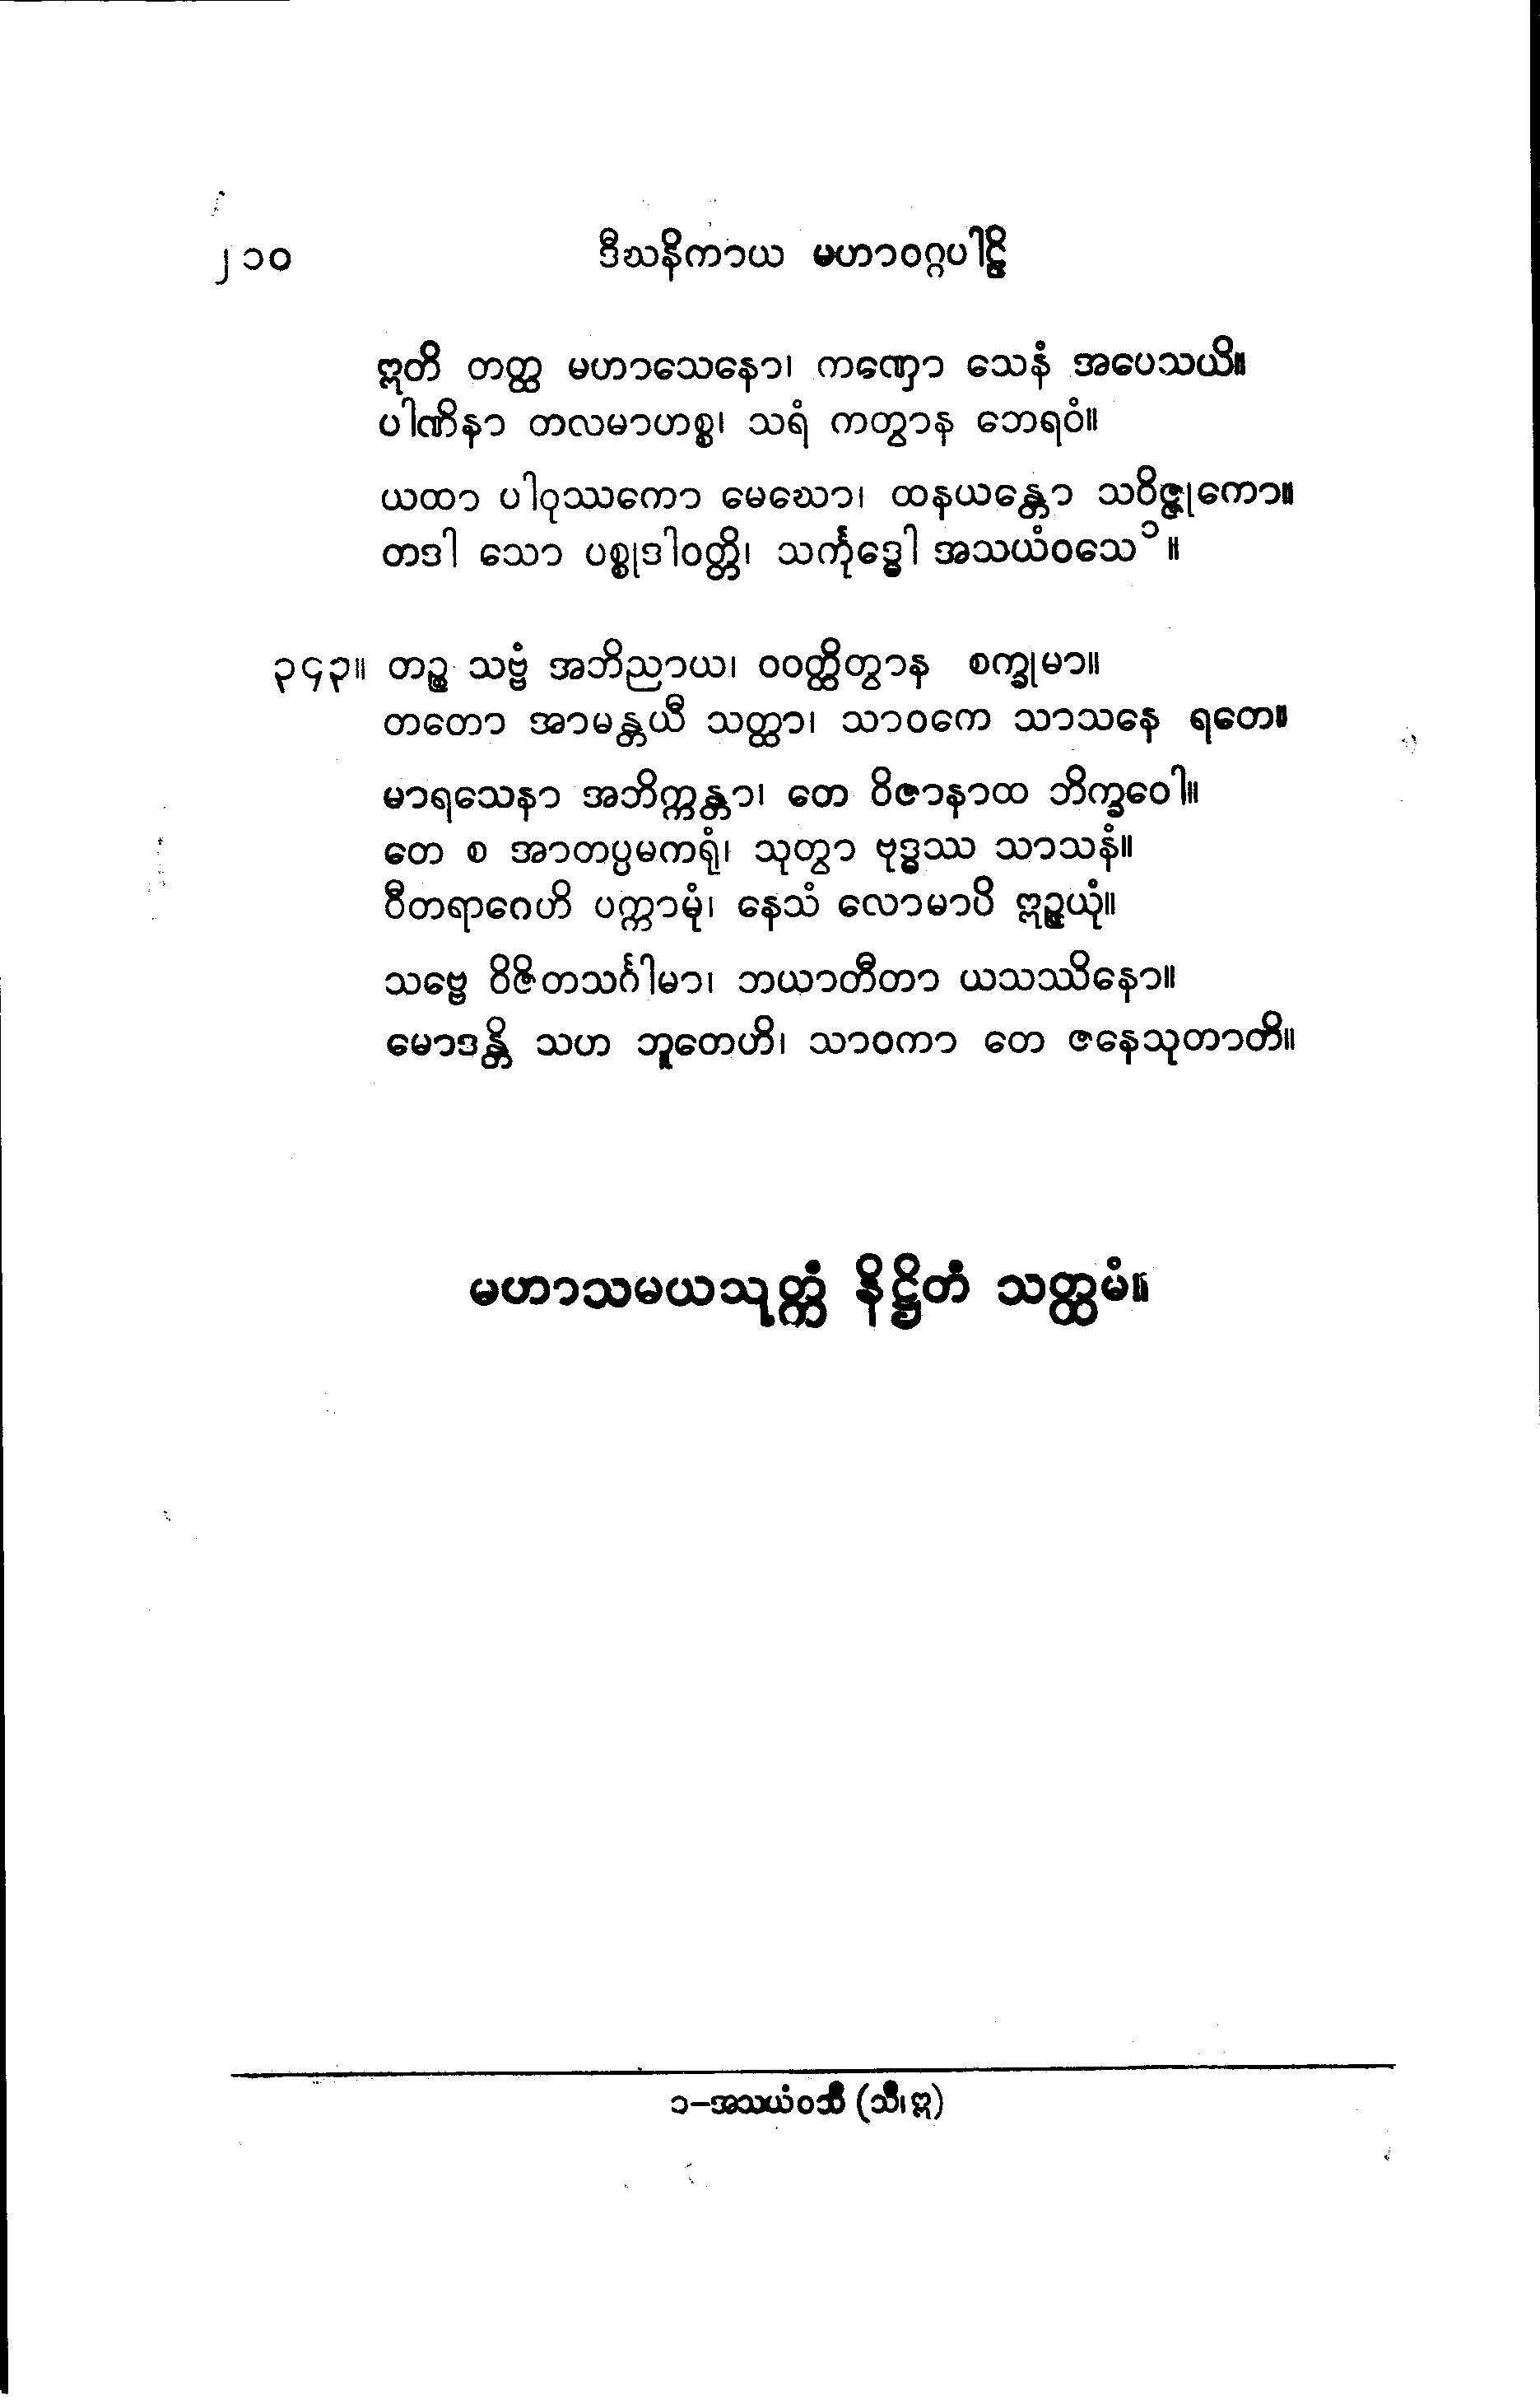 ၂၁၀ ဒီဃနိကာယ မဟာဝဂ္ဂပါဠိ
ဣတိ တတ္ထ မဟာသေနော၊ ကဏှော သေနံ အပေသယိ။
ပါဏိနာ တလမာဟစ္စ၊ သရံ ကတွာန ဘေရဝံ။
ယထာ ပါဝုဿကော မေဃော၊ ထနယန္တော သဝိဇ္ဇုကော။
တဒါ သော ပစ္စုဒါဝတ္တိ၊ သင်္ကုဒ္ဓေါ အသယံဝသေ ၁ ။
၃၄၃။ တဉ္စ သဗ္ဗံ အဘိညာယ၊ ဝဝတ္ထိတွာန စက္ခုမာ။
တတော အာမန္တယီ သတ္ထာ၊ သာဝကေ သာသနေ ရတေ။
မာရသေနာ အဘိက္ကန္တာ၊ တေ ဝိဇာနာထ ဘိက္ခဝေါ။
တေ စ အာတပ္ပမကရုံ၊ သုတွာ ဗုဒ္ဓဿ သာသနံ။
ဝီတရာဂေဟိ ပက္ကာမုံ၊ နေသံ လောမာပိ ဣဉ္ဇယုံ။
သဗ္ဗေ ဝိဇိတသင်္ဂါမာ၊ ဘယာတီတာ ယသဿိနော။
မောဒန္တိ သဟ ဘူတေဟိ၊ သာဝကာ တေ ဇနေသုတာတိ။
မဟာသမယသုတ္တံ နိဋ္ဌိတံ သတ္တမံ။
၁-အသယံဝသီ (သီ၊ ဣ)